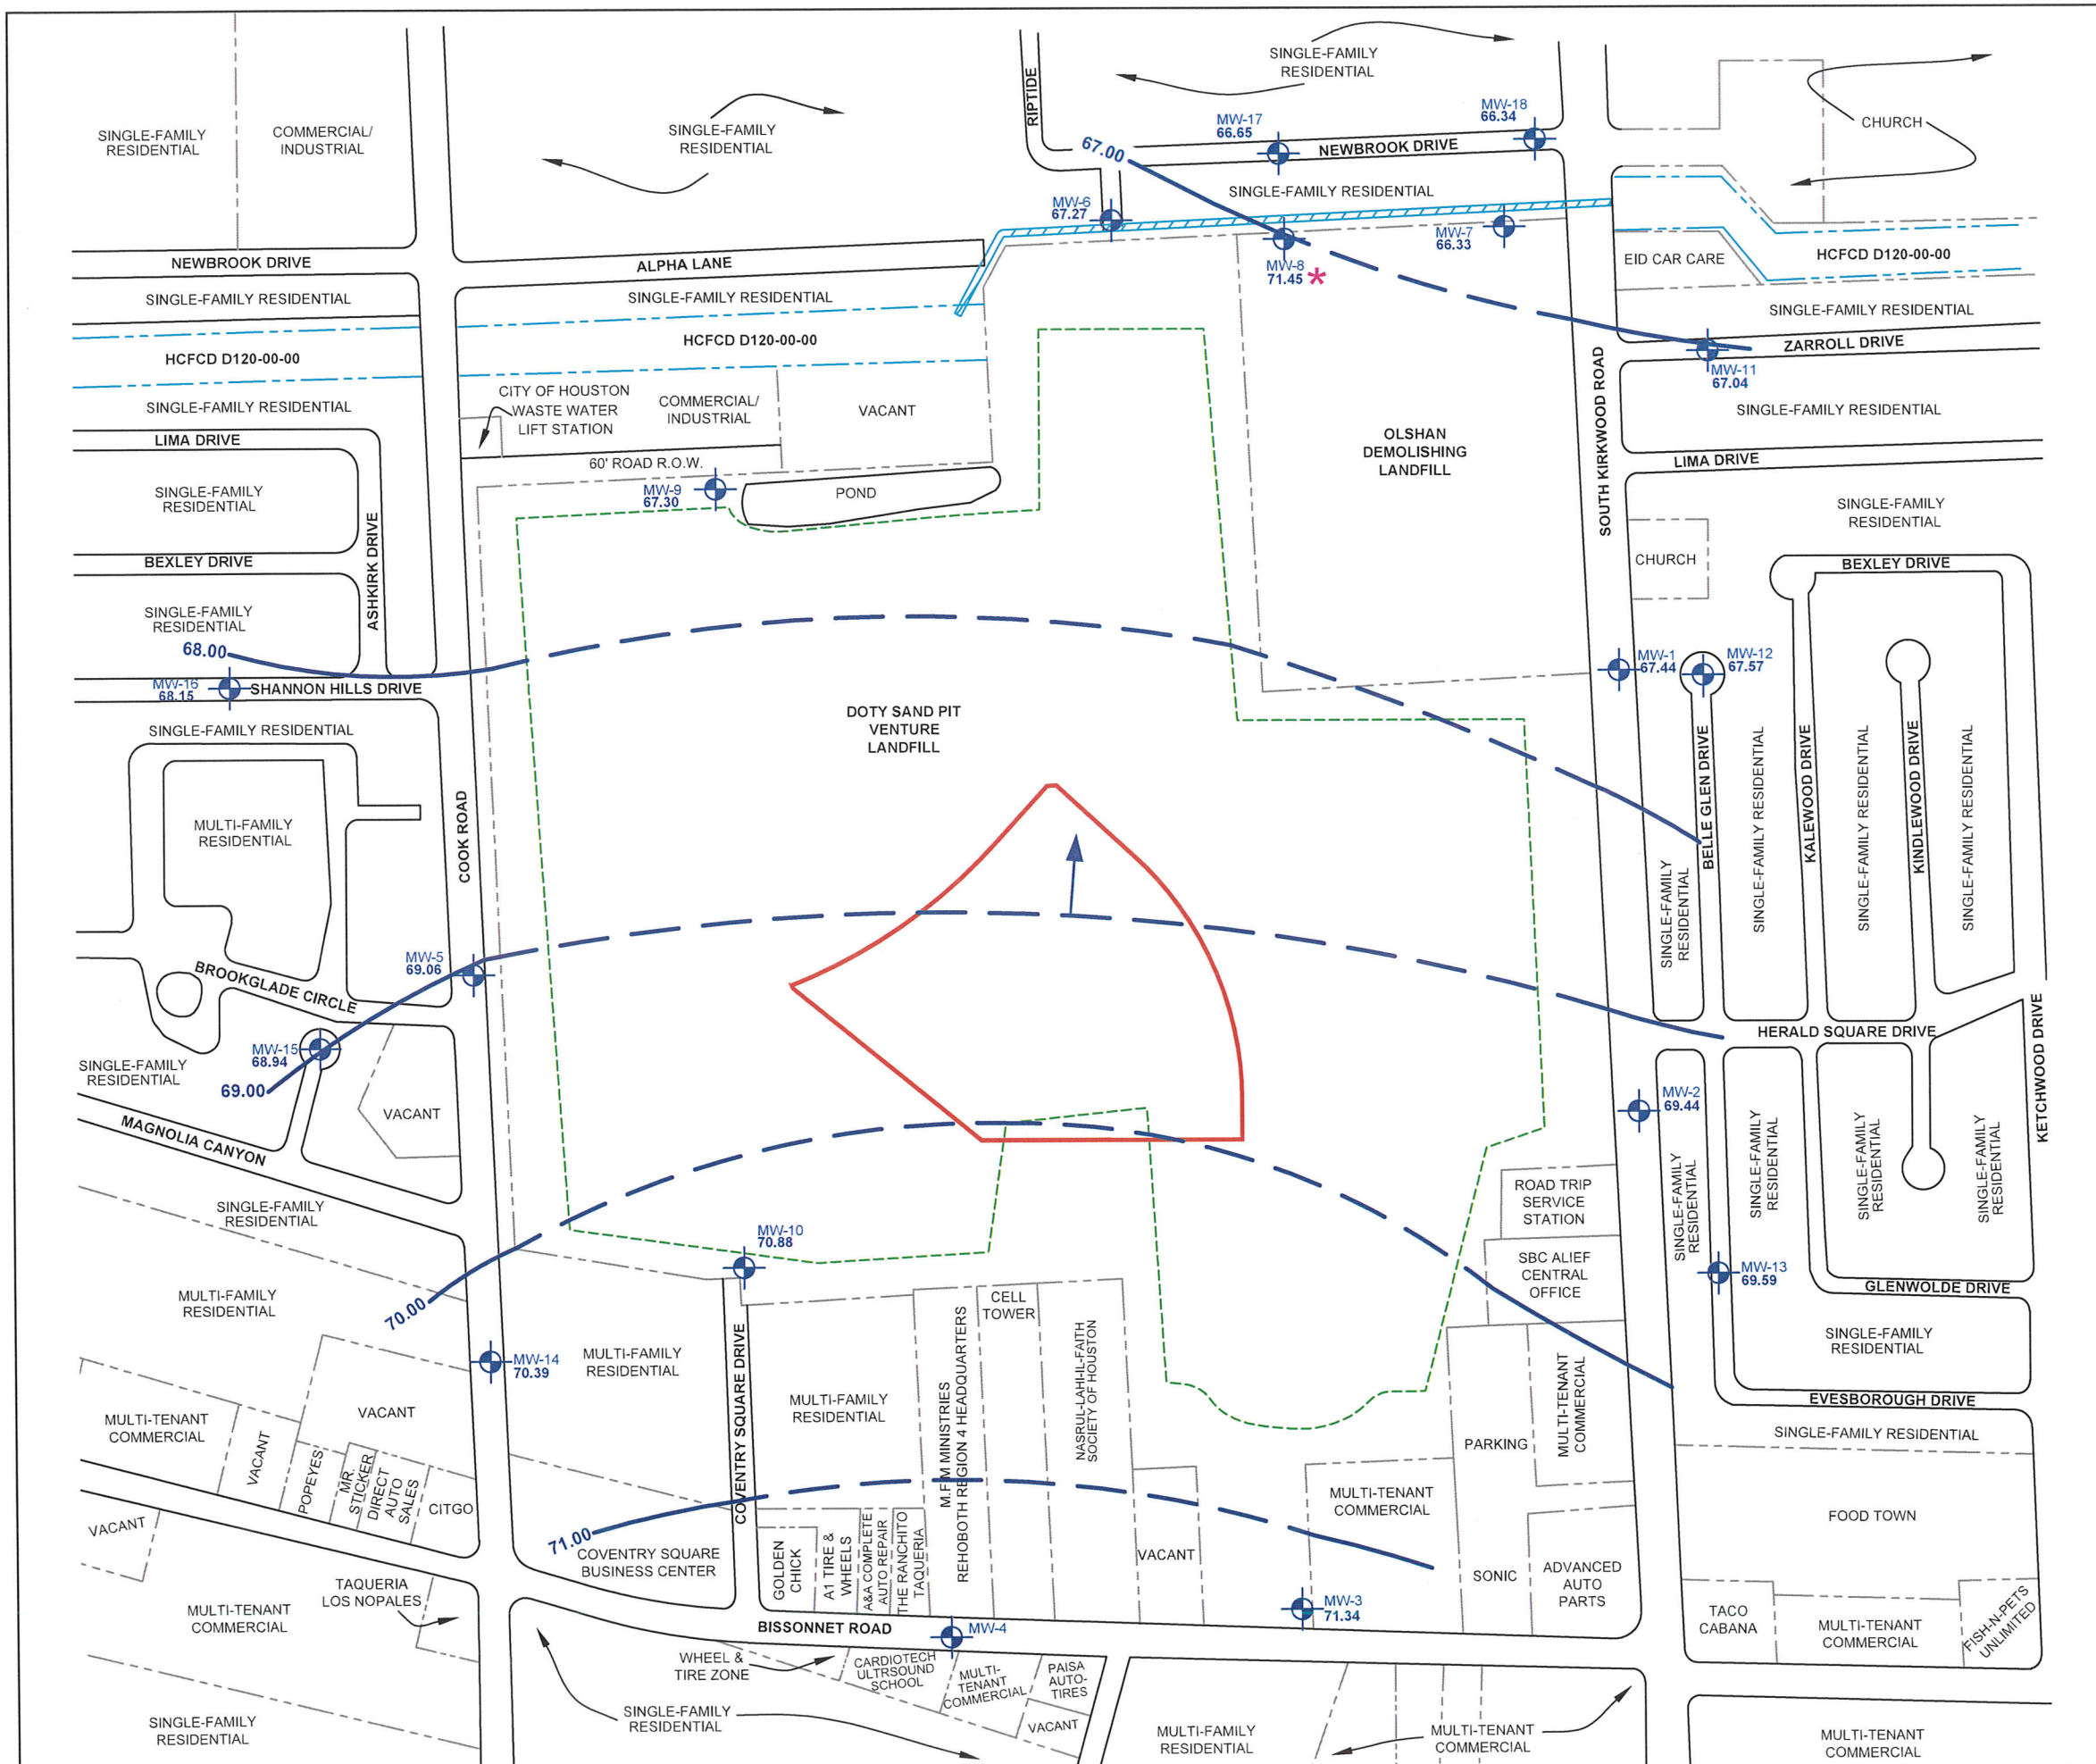 SINGLE-FAMILY
RESIDENTIAL
COMMERCIAL/
INDUSTRIAL
SINGLE-FAMILY
RESIDENTIAL
RIPTIDE
SINGLE-FAMILY
RESIDENTIAL
MW-17
66.65
MW-18
66.34
CHURCH
67.00
NEWBROOK DRIVE
SINGLE-FAMILY RESIDENTIAL
MW-6
67.27
MW-7
66.33
MW-8
71.45 *
NEWBROOK DRIVE
ALPHA LANE
EID CAR CARE
HCFCD D120-00-00
SINGLE-FAMILY RESIDENTIAL
SINGLE-FAMILY RESIDENTIAL
SINGLE-FAMILY RESIDENTIAL
HCFCD D120-00-00
HCFCD D120-00-00
ZARROLL DRIVE
MW-11
67.04
SINGLE-FAMILY RESIDENTIAL
CITY OF HOUSTON
WASTE WATER
LIFT STATION
COMMERCIAL/
INDUSTRIAL
VACANT
SINGLE-FAMILY RESIDENTIAL
OLSHAN
DEMOLISHING
LANDFILL
SOUTH KIRKWOOD ROAD
LIMA DRIVE
60' ROAD R.O.W.
LIMA DRIVE
SINGLE-FAMILY
RESIDENTIAL
MW-9
67.30
POND
SINGLE-FAMILY
RESIDENTIAL
ASHKIRK DRIVE
BEXLEY DRIVE
CHURCH
BEXLEY DRIVE
SINGLE-FAMILY
RESIDENTIAL
68.00
MW-16
68.15
SHANNON HILLS DRIVE
MW-1
67.44
MW-12
67.57
SINGLE-FAMILY RESIDENTIAL
DOTY SAND PIT
VENTURE
LANDFILL
MULTI-FAMILY
RESIDENTIAL
COOK ROAD
SINGLE-FAMILY
RESIDENTIAL
BELLE GLEN DRIVE
SINGLE-FAMILY RESIDENTIAL
KALEWOOD DRIVE
SINGLE-FAMILY RESIDENTIAL
KINDLEWOOD DRIVE
SINGLE-FAMILY RESIDENTIAL
MW-5
69.06
BROOKGLADE CIRCLE
HERALD SQUARE DRIVE
KETCHWOOD DRIVE
MW-15
68.94
SINGLE-FAMILY
RESIDENTIAL
69.00
VACANT
MW-2
69.44
MAGNOLIA CANYON
SINGLE-FAMILY
RESIDENTIAL
SINGLE-FAMILY
RESIDENTIAL
SINGLE-FAMILY
RESIDENTIAL
SINGLE-FAMILY
RESIDENTIAL
SINGLE-FAMILY
RESIDENTIAL
ROAD TRIP
SERVICE
STATION
MW-10
70.88
SBC ALIEF
CENTRAL
OFFICE
MW-13
69.59
GLENWOLDE DRIVE
MULTI-FAMILY
RESIDENTIAL
70.00
CELL
TOWER
MW-14
70.39
MULTI-FAMILY
RESIDENTIAL
COVENTRY SQUARE DRIVE
MULTI-FAMILY
RESIDENTIAL
M.F.M MINISTRIES
REHOBOTH REGION 4 HEADQUARTERS
NASRUL-LAHI-IL-FAITH
SOCIETY OF HOUSTON
SINGLE-FAMILY
RESIDENTIAL
MULTI-TENANT
COMMERCIAL
EVESBOROUGH DRIVE
SINGLE-FAMILY RESIDENTIAL
MULTI-TENANT
COMMERCIAL
VACANT
VACANT
POPEYES
MR.
STICKER
DIRECT
AUTO
SALES
CITGO
PARKING
MULTI-TENANT
COMMERCIAL
FOOD TOWN
VACANT
71.00
COVENTRY SQUARE
BUSINESS CENTER
GOLDEN
CHICK
A1 TIRE &
WHEELS
A&A COMPLETE
AUTO REPAIR
THE RANCHITO
TAQUERIA
VACANT
SONIC
ADVANCED
AUTO
PARTS
TAQUERIA
LOS NOPALES
MULTI-TENANT
COMMERCIAL
MW-3
71.34
TACO
CABANA
MULTI-TENANT
COMMERCIAL
FISH-N-PETS
UNLIMITED
BISSONNET ROAD
MW-4
WHEEL &
TIRE ZONE
CARDIOTECH
ULTRSOUND
SCHOOL
MULTI-
TENANT
COMMERCIAL
PAISA
AUTO-
TIRES
VACANT
SINGLE-FAMILY
RESIDENTIAL
SINGLE-FAMILY
RESIDENTIAL
MULTI-FAMILY
RESIDENTIAL
MULTI-TENANT
COMMERCIAL
MULTI-TENANT
COMMERCIAL